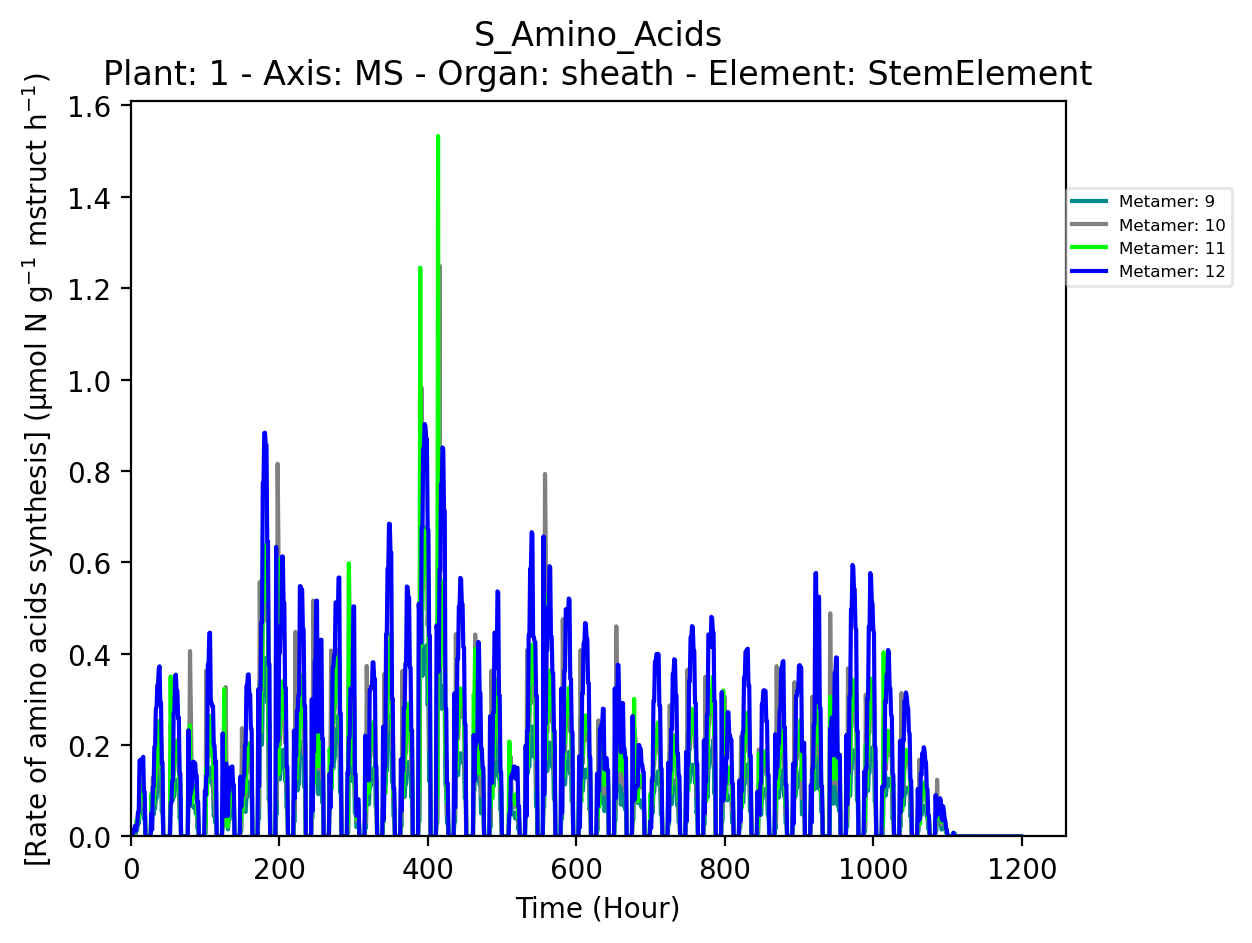 S_Amino_Acids
Plant: 1 - Axis: MS - Organ: sheath - Element: StemElement
[Rate of amino acids synthesis] (µmol N g⁻¹ mstruct h⁻¹)
1.6
1.4
1.2
1.0
0.8
0.6
0.4
0.2
0.0
0 200 400 600 800 1000 1200
Time (Hour)
Metamer: 9
Metamer: 10
Metamer: 11
Metamer: 12